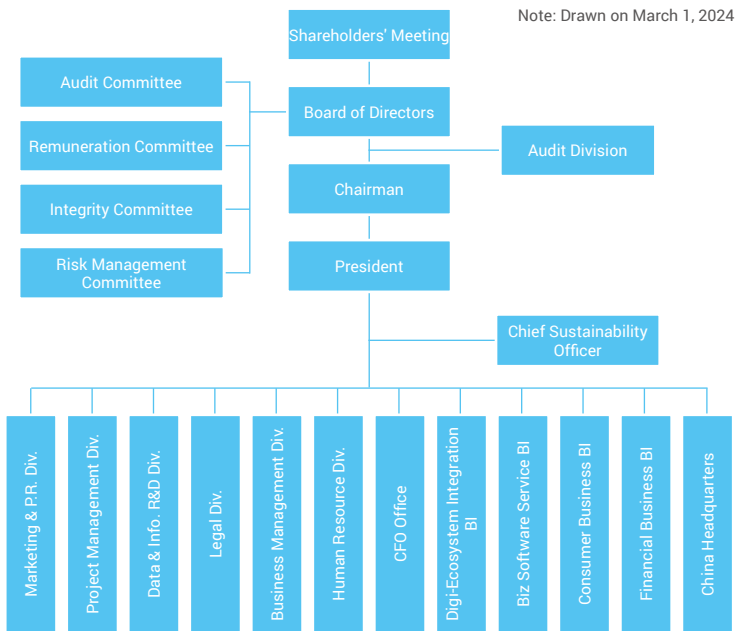 Note: Drawn on March 1, 2024
Shareholders' Meeting
Audit Committee
Board of Directors
Remuneration Committee
Audit Division
Chairman
Integrity Committee
Risk Management
Committee
President
Chief Sustainability
Officer
Marketing & P.R. Div.
Project Management Div.
Data & Info. R&D Div.
Legal Div.
Business Management Div.
Human Resource Div.
CFO Office
Digi-Ecosystem Integration
BI
Biz Software Service BI
Consumer Business BI
Financial Business BI
China Headquarters